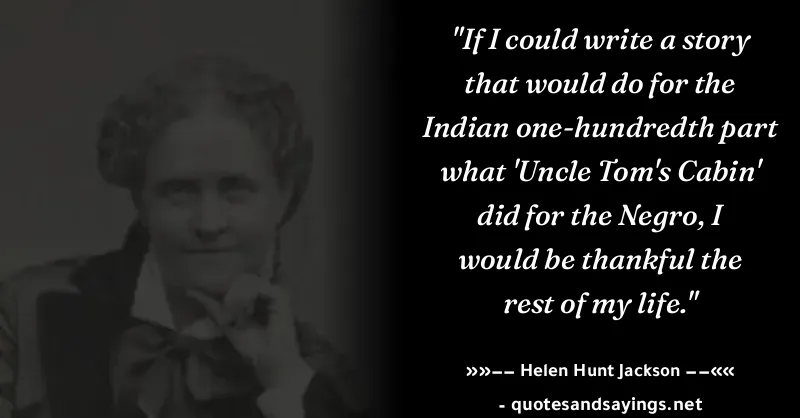 "If I could write a story
that would do for the
Indian one-hundredth part
what 'Uncle Tom's Cabin'
did for the Negro, I
would be thankful the
rest of my life."
»»−− Helen Hunt Jackson −−««
- quotesandsayings.net